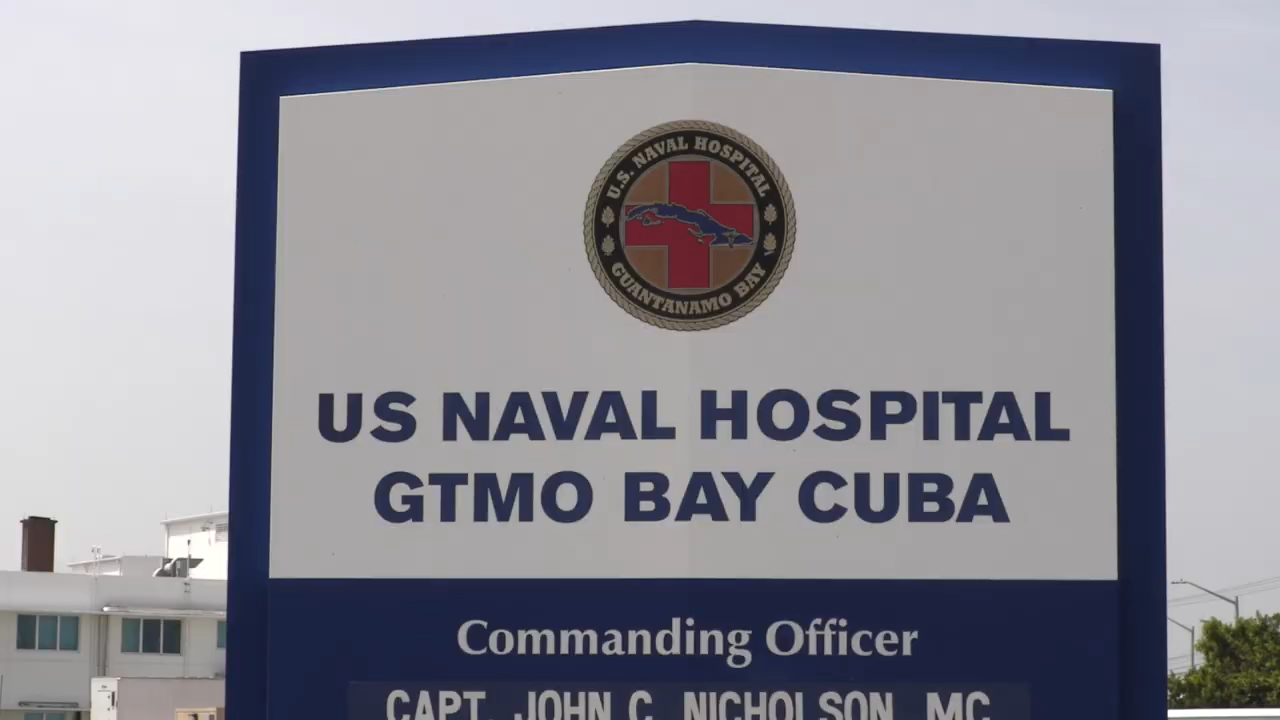 U.S. NAVAL HOSPITAL
GUANTANAMO BAY
US NAVAL HOSPITAL
GTMO BAY CUBA
Commanding Officer
CAPT JOHN C NICHOLSON MC